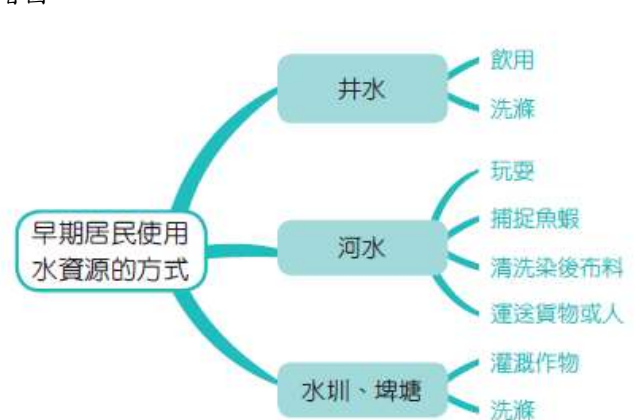 早期居民使用
水資源的方式
井水
飲用
洗滌
河水
玩耍
捕捉魚蝦
清洗染後布料
運送貨物或人
水圳、埤塘
灌溉作物
洗滌